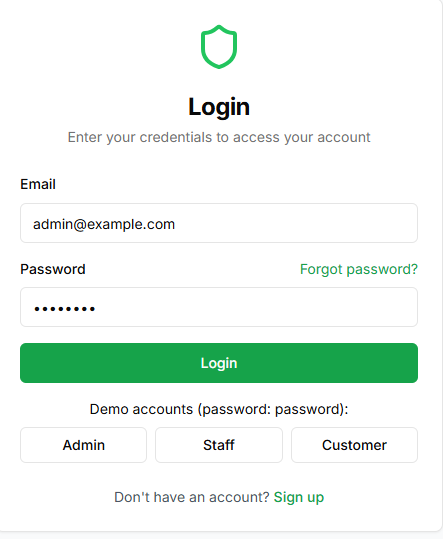 Login
Enter your credentials to access your account
Email
admin@example.com
Password Forgot password?
••••••••
Login
Demo accounts (password: password):
Admin Staff Customer
Don't have an account? Sign up